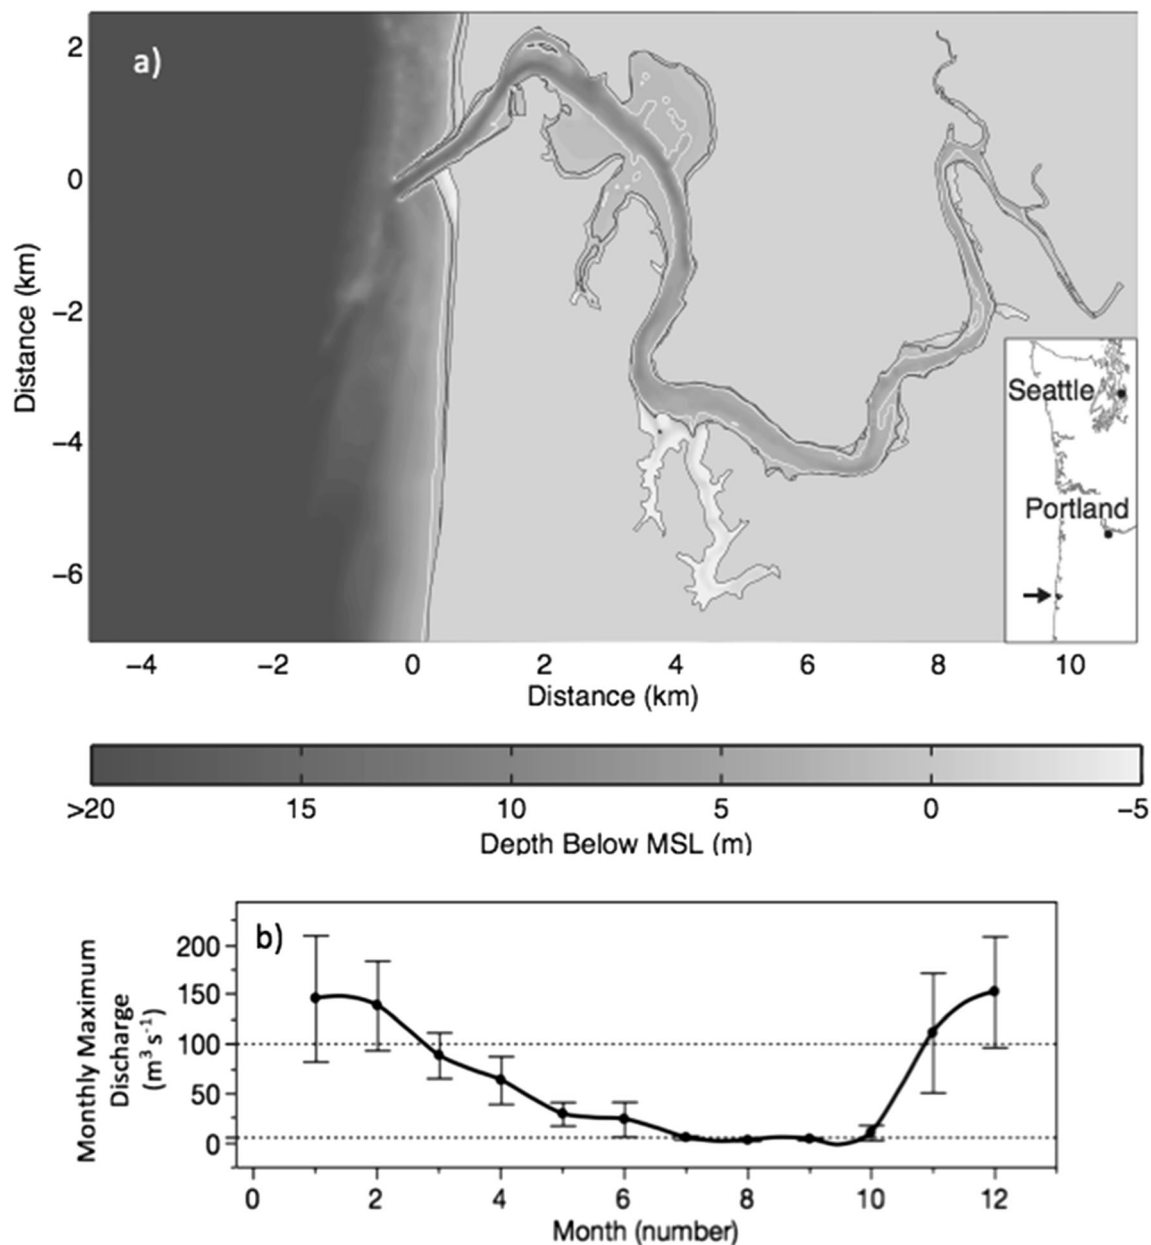 a)
2
0
−2
−4
−6
Distance (km)
Seattle
Portland
−4 −2 0 2 4 6 8 10
Distance (km)
>20 15 10 5 0 −5
Depth Below MSL (m)
b)
200
150
100
50
0
Monthly Maximum
Discharge
(m³ s⁻¹)
0 2 4 6 8 10 12
Month (number)